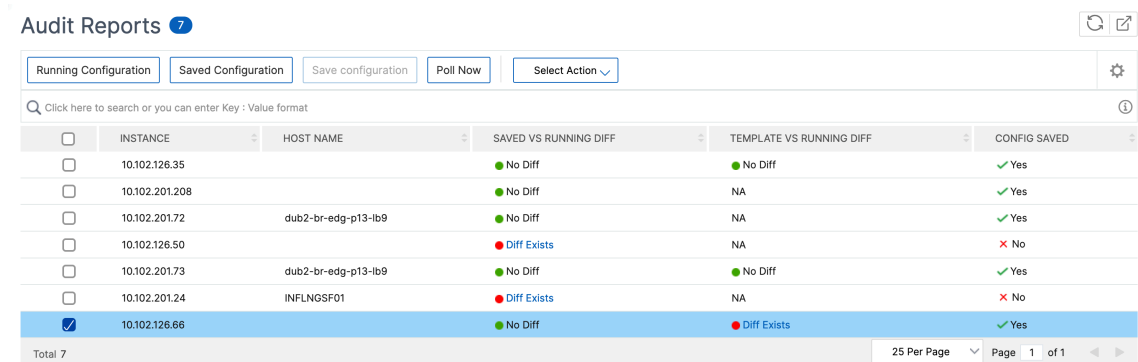 Audit Reports 7
Running Configuration Saved Configuration Save configuration Poll Now Select Action
Click here to search or you can enter Key : Value format
INSTANCE HOST NAME SAVED VS RUNNING DIFF TEMPLATE VS RUNNING DIFF CONFIG SAVED
10.102.126.35 No Diff No Diff Yes
10.102.201.208 No Diff NA Yes
10.102.201.72 dub2-br-edg-p13-lb9 No Diff NA Yes
10.102.126.50 Diff Exists NA No
10.102.201.73 dub2-br-edg-p13-lb9 No Diff No Diff Yes
10.102.201.24 INFLNGSF01 Diff Exists NA No
10.102.126.66 No Diff Diff Exists Yes
Total 7 25 Per Page Page 1 of 1